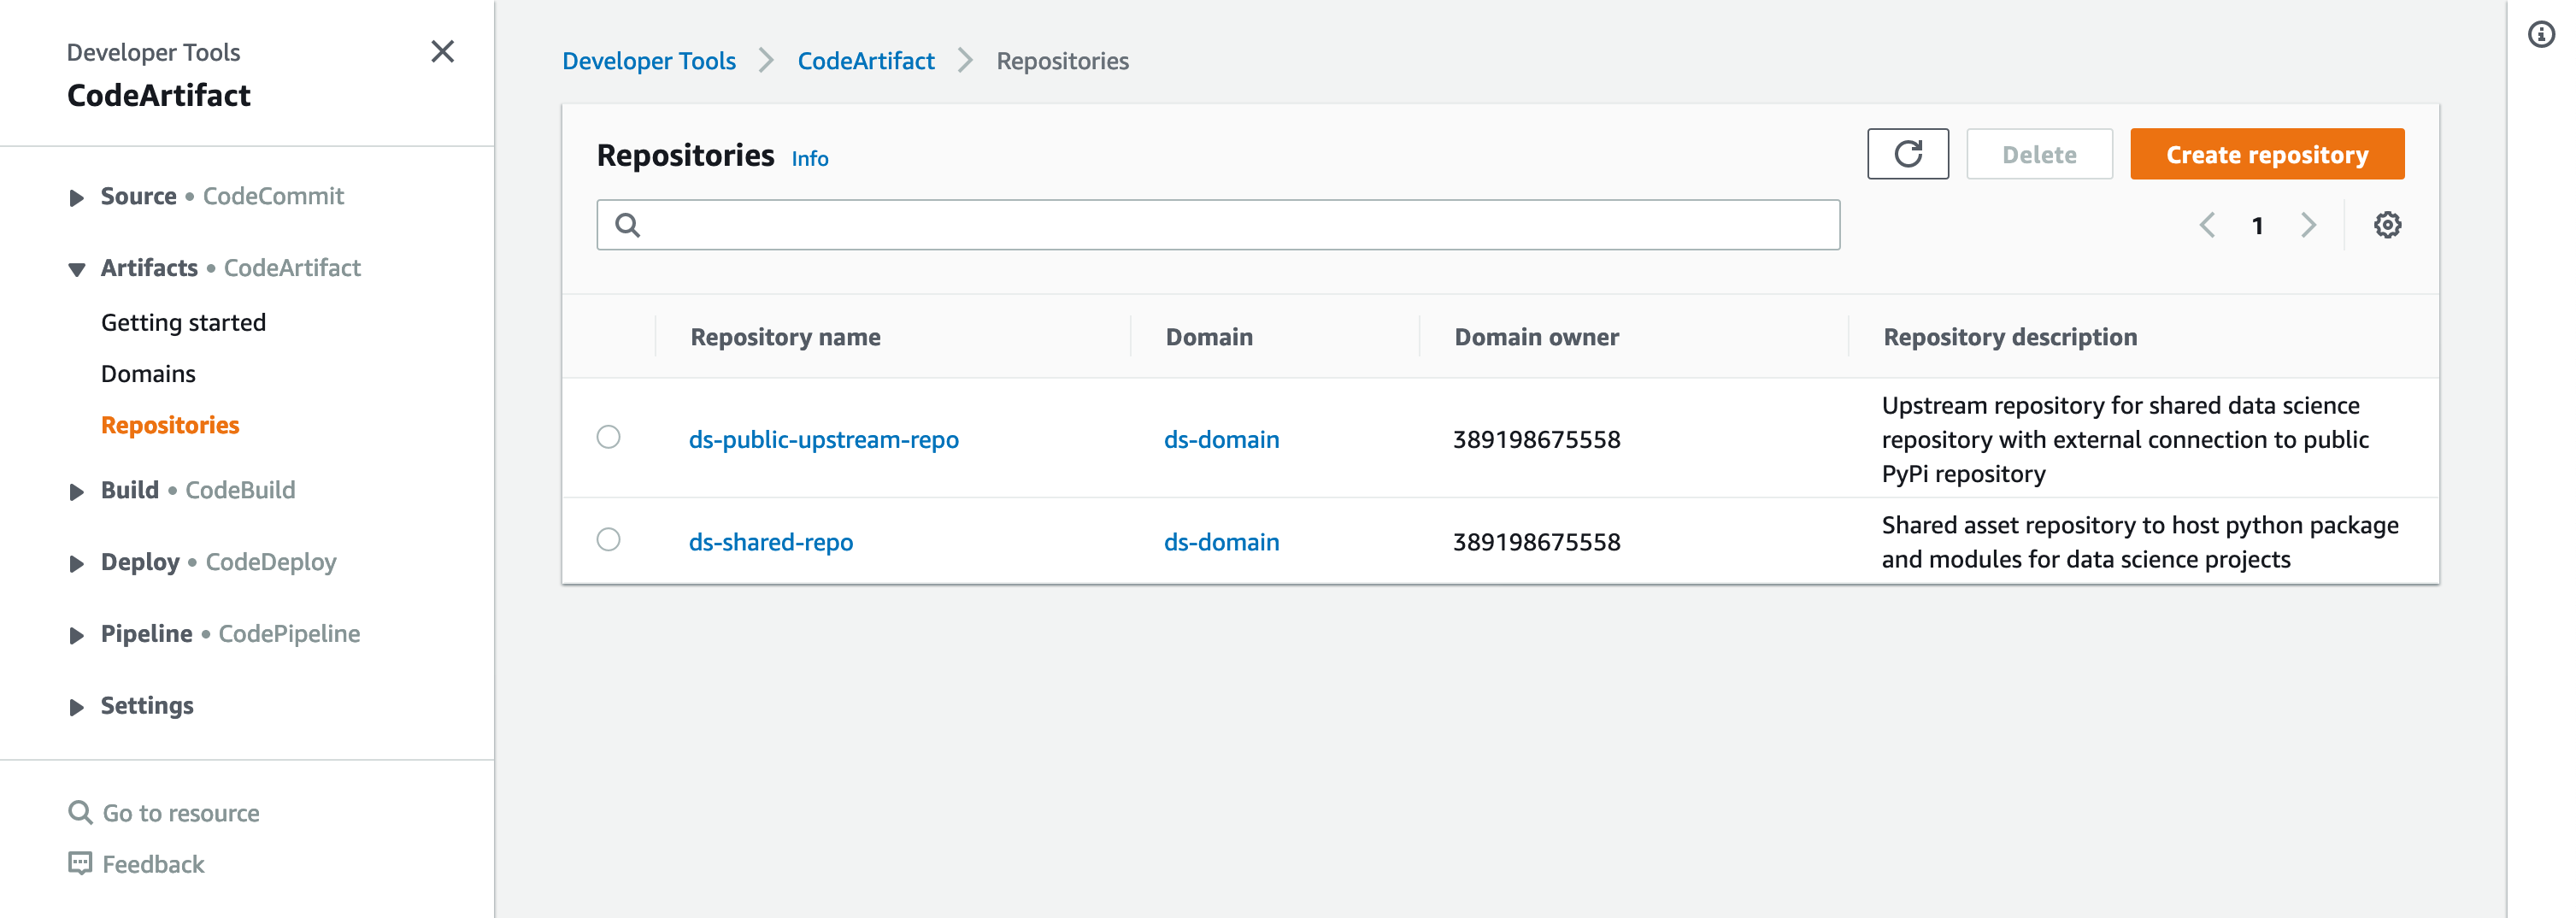 Developer Tools
CodeArtifact
Source • CodeCommit
Artifacts • CodeArtifact
Getting started
Domains
Repositories
Build • CodeBuild
Deploy • CodeDeploy
Pipeline • CodePipeline
Settings
Go to resource
Feedback
Developer Tools > CodeArtifact > Repositories
Repositories Info
Delete
Create repository
1
Repository name Domain Domain owner Repository description
ds-public-upstream-repo ds-domain 389198675558 Upstream repository for shared data science
repository with external connection to public
PyPi repository
ds-shared-repo ds-domain 389198675558 Shared asset repository to host python package
and modules for data science projects